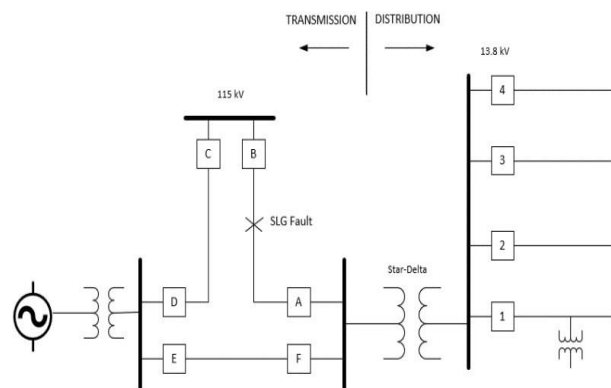 TRANSMISSION
DISTRIBUTION
115 kV
13.8 kV
C
B
4
3
SLG Fault
2
Star-Delta
D
A
1
E
F